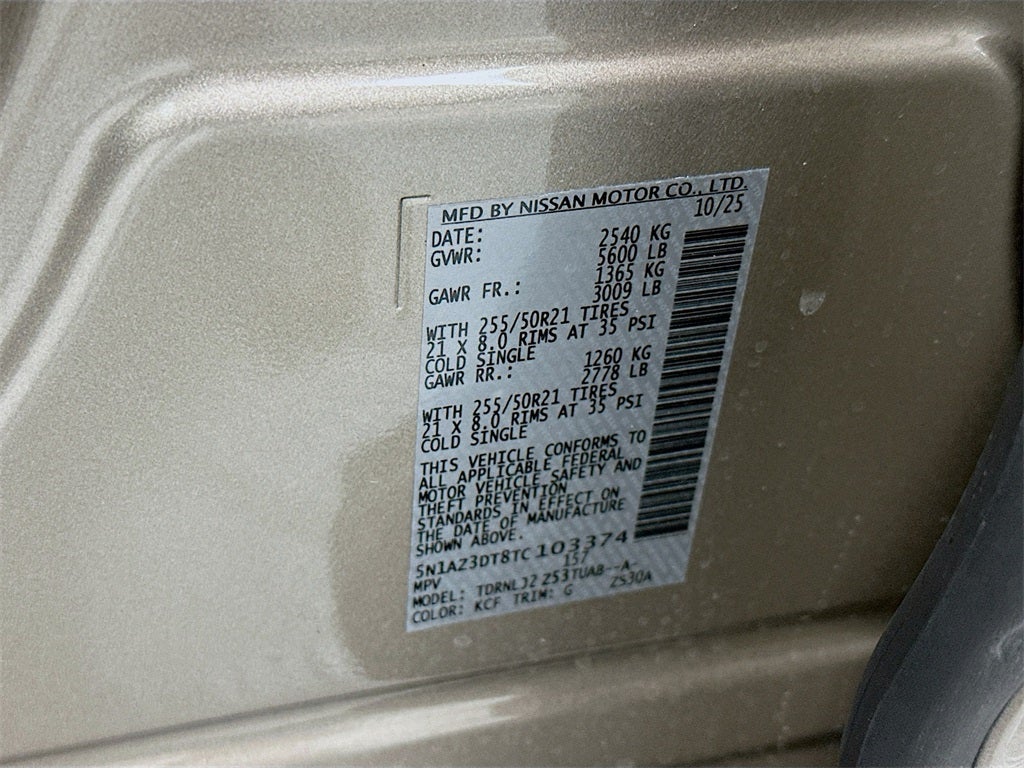 MFD BY NISSAN MOTOR CO., LTD.
DATE: 10/25
GVWR: 2540 KG
5600 LB
GAWR FR.: 1365 KG
3009 LB
WITH 255/50R21 TIRES
21 X 8.0 RIMS AT 35 PSI
COLD SINGLE
GAWR RR.: 1260 KG
2778 LB
WITH 255/50R21 TIRES
21 X 8.0 RIMS AT 35 PSI
COLD SINGLE
THIS VEHICLE CONFORMS TO
ALL APPLICABLE FEDERAL
MOTOR VEHICLE SAFETY AND
THEFT PREVENTION
STANDARDS IN EFFECT ON
THE DATE OF MANUFACTURE
SHOWN ABOVE.
5N1AZ3DT8TC103374
MPV 157
MODEL: Z53TUAB--A-
COLOR: KCF TRIM: G ZS30A